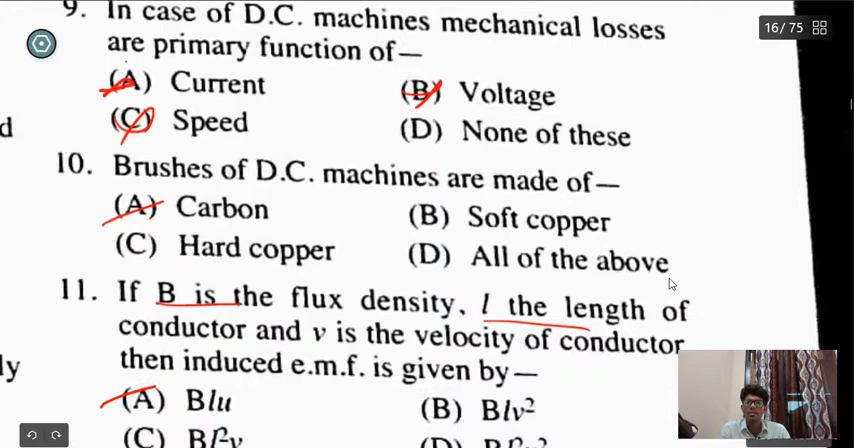 16 / 75
9. In case of D.C. machines mechanical losses
are primary function of—
(A) Current (B) Voltage
(C) Speed (D) None of these
d
10. Brushes of D.C. machines are made of—
(A) Carbon (B) Soft copper
(C) Hard copper (D) All of the above
11. If B is the flux density, l the length of
conductor and v is the velocity of conductor
then induced e.m.f. is given by—
ly
(A) Blu (B) Blv²
(C) Bl²v (D) Bl²v²